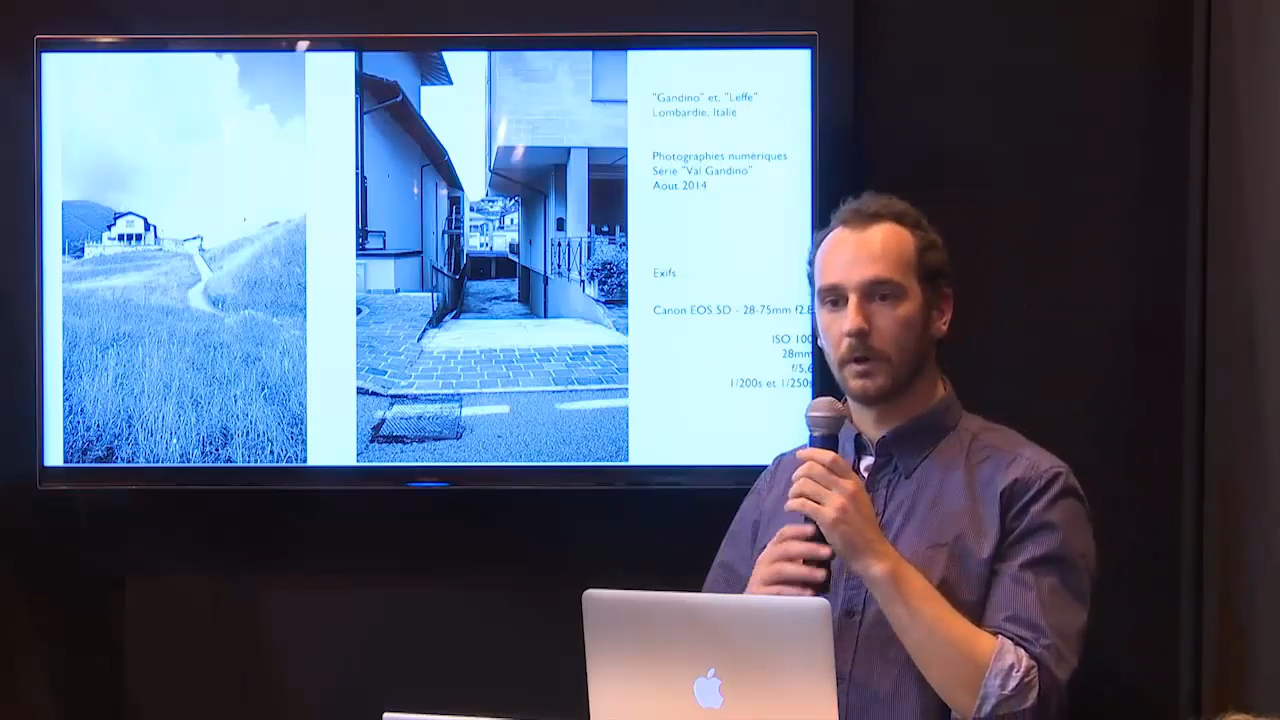 "Gandino" et, "Leffe"
Lombardie, Italie
Photographies numériques
Série "Val Gandino"
Aout 2014
Exifs
Canon EOS 5D - 28-75mm f2.8
ISO 100
28mm
f/5,6
1/200s et 1/250s